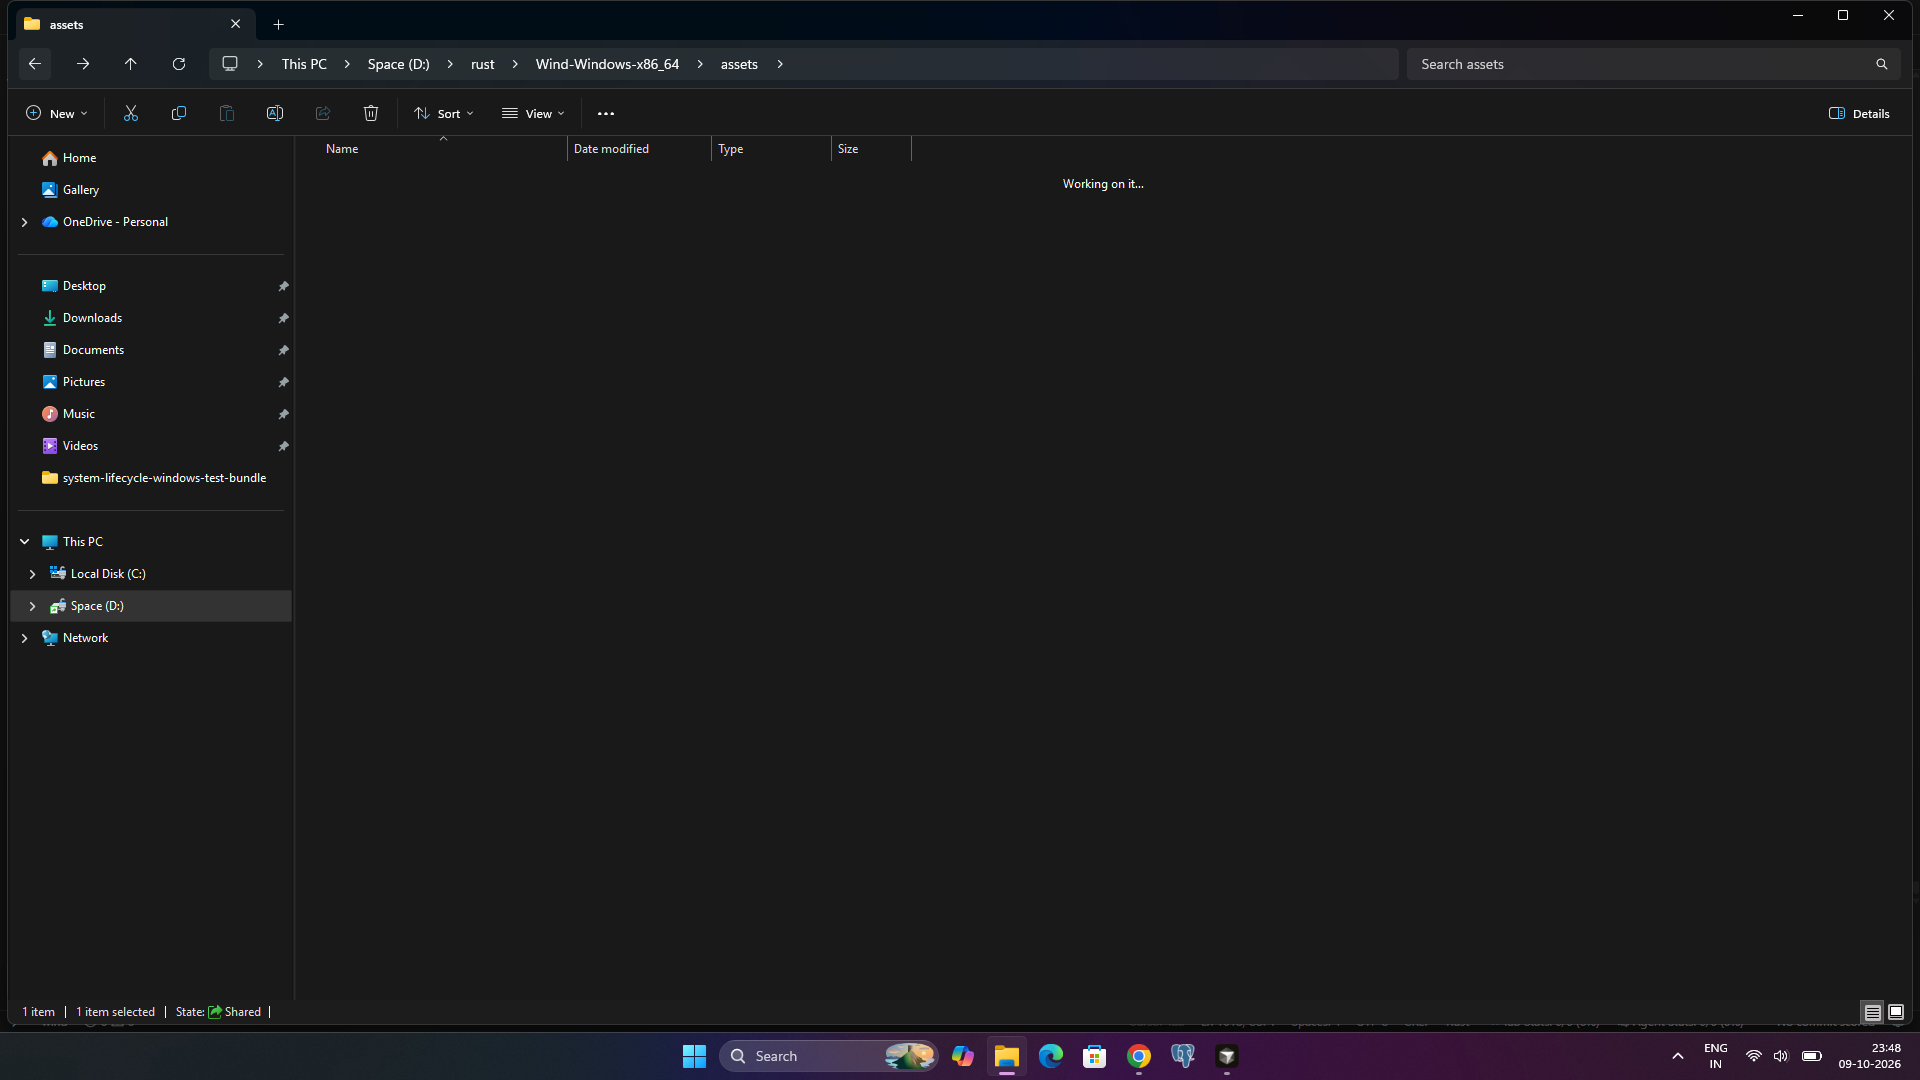 assets
This PC
Space (D:)
rust
Wind-Windows-x86_64
assets
Search assets
New
Sort
View
Details
Name
Date modified
Type
Size
Working on it...
Home
Gallery
OneDrive - Personal
Desktop
Downloads
Documents
Pictures
Music
Videos
system-lifecycle-windows-test-bundle
This PC
Local Disk (C:)
Space (D:)
Network
1 item
1 item selected
State: Shared
Search
ENG
IN
23:48
09-10-2026